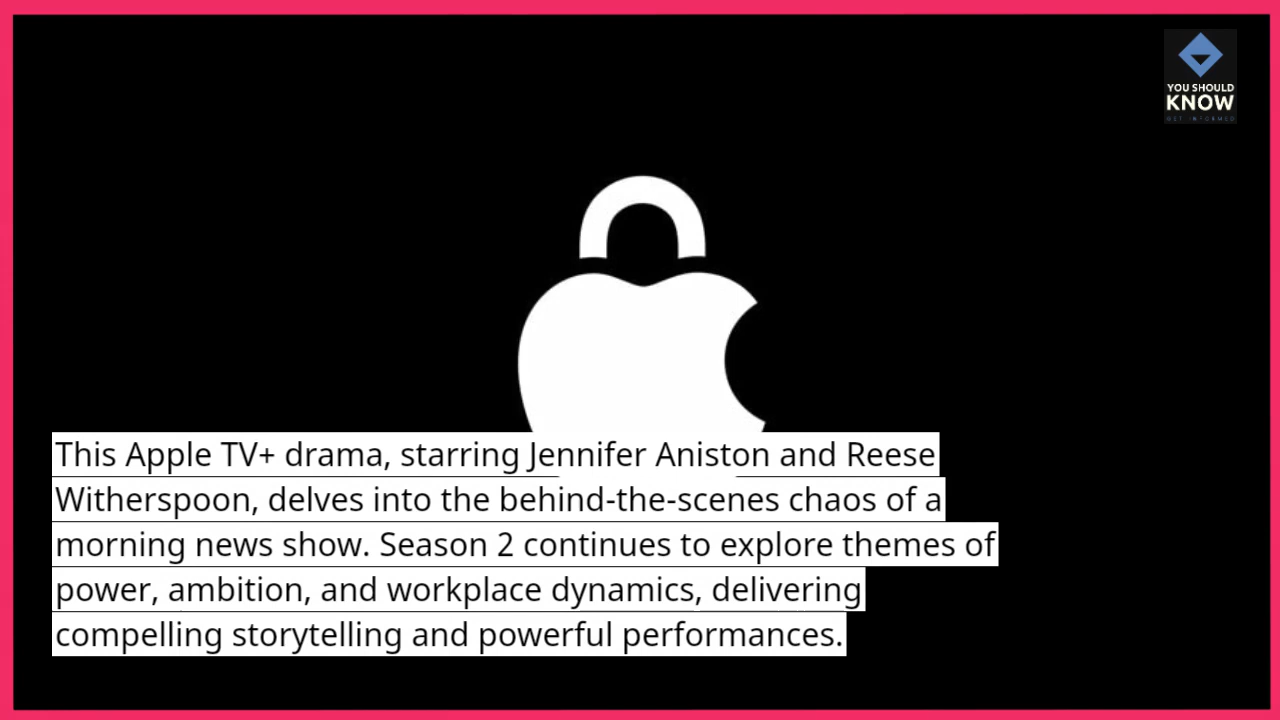 YOU SHOULD
KNOW
GET INFORMED
This Apple TV+ drama, starring Jennifer Aniston and Reese
Witherspoon, delves into the behind-the-scenes chaos of a
morning news show. Season 2 continues to explore themes of
power, ambition, and workplace dynamics, delivering
compelling storytelling and powerful performances.